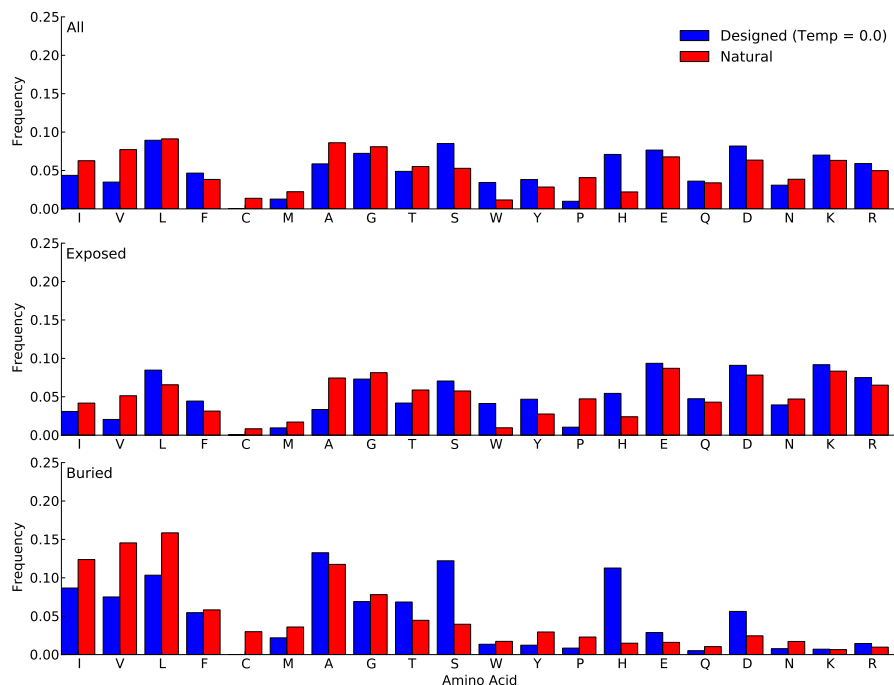 All
Designed (Temp = 0.0)
Natural
Frequency
0.25
0.20
0.15
0.10
0.05
0.00
I V L F C M A G T S W Y P H E Q D N K R
Exposed
Frequency
0.25
0.20
0.15
0.10
0.05
0.00
I V L F C M A G T S W Y P H E Q D N K R
Buried
Frequency
0.25
0.20
0.15
0.10
0.05
0.00
I V L F C M A G T S W Y P H E Q D N K R
Amino Acid